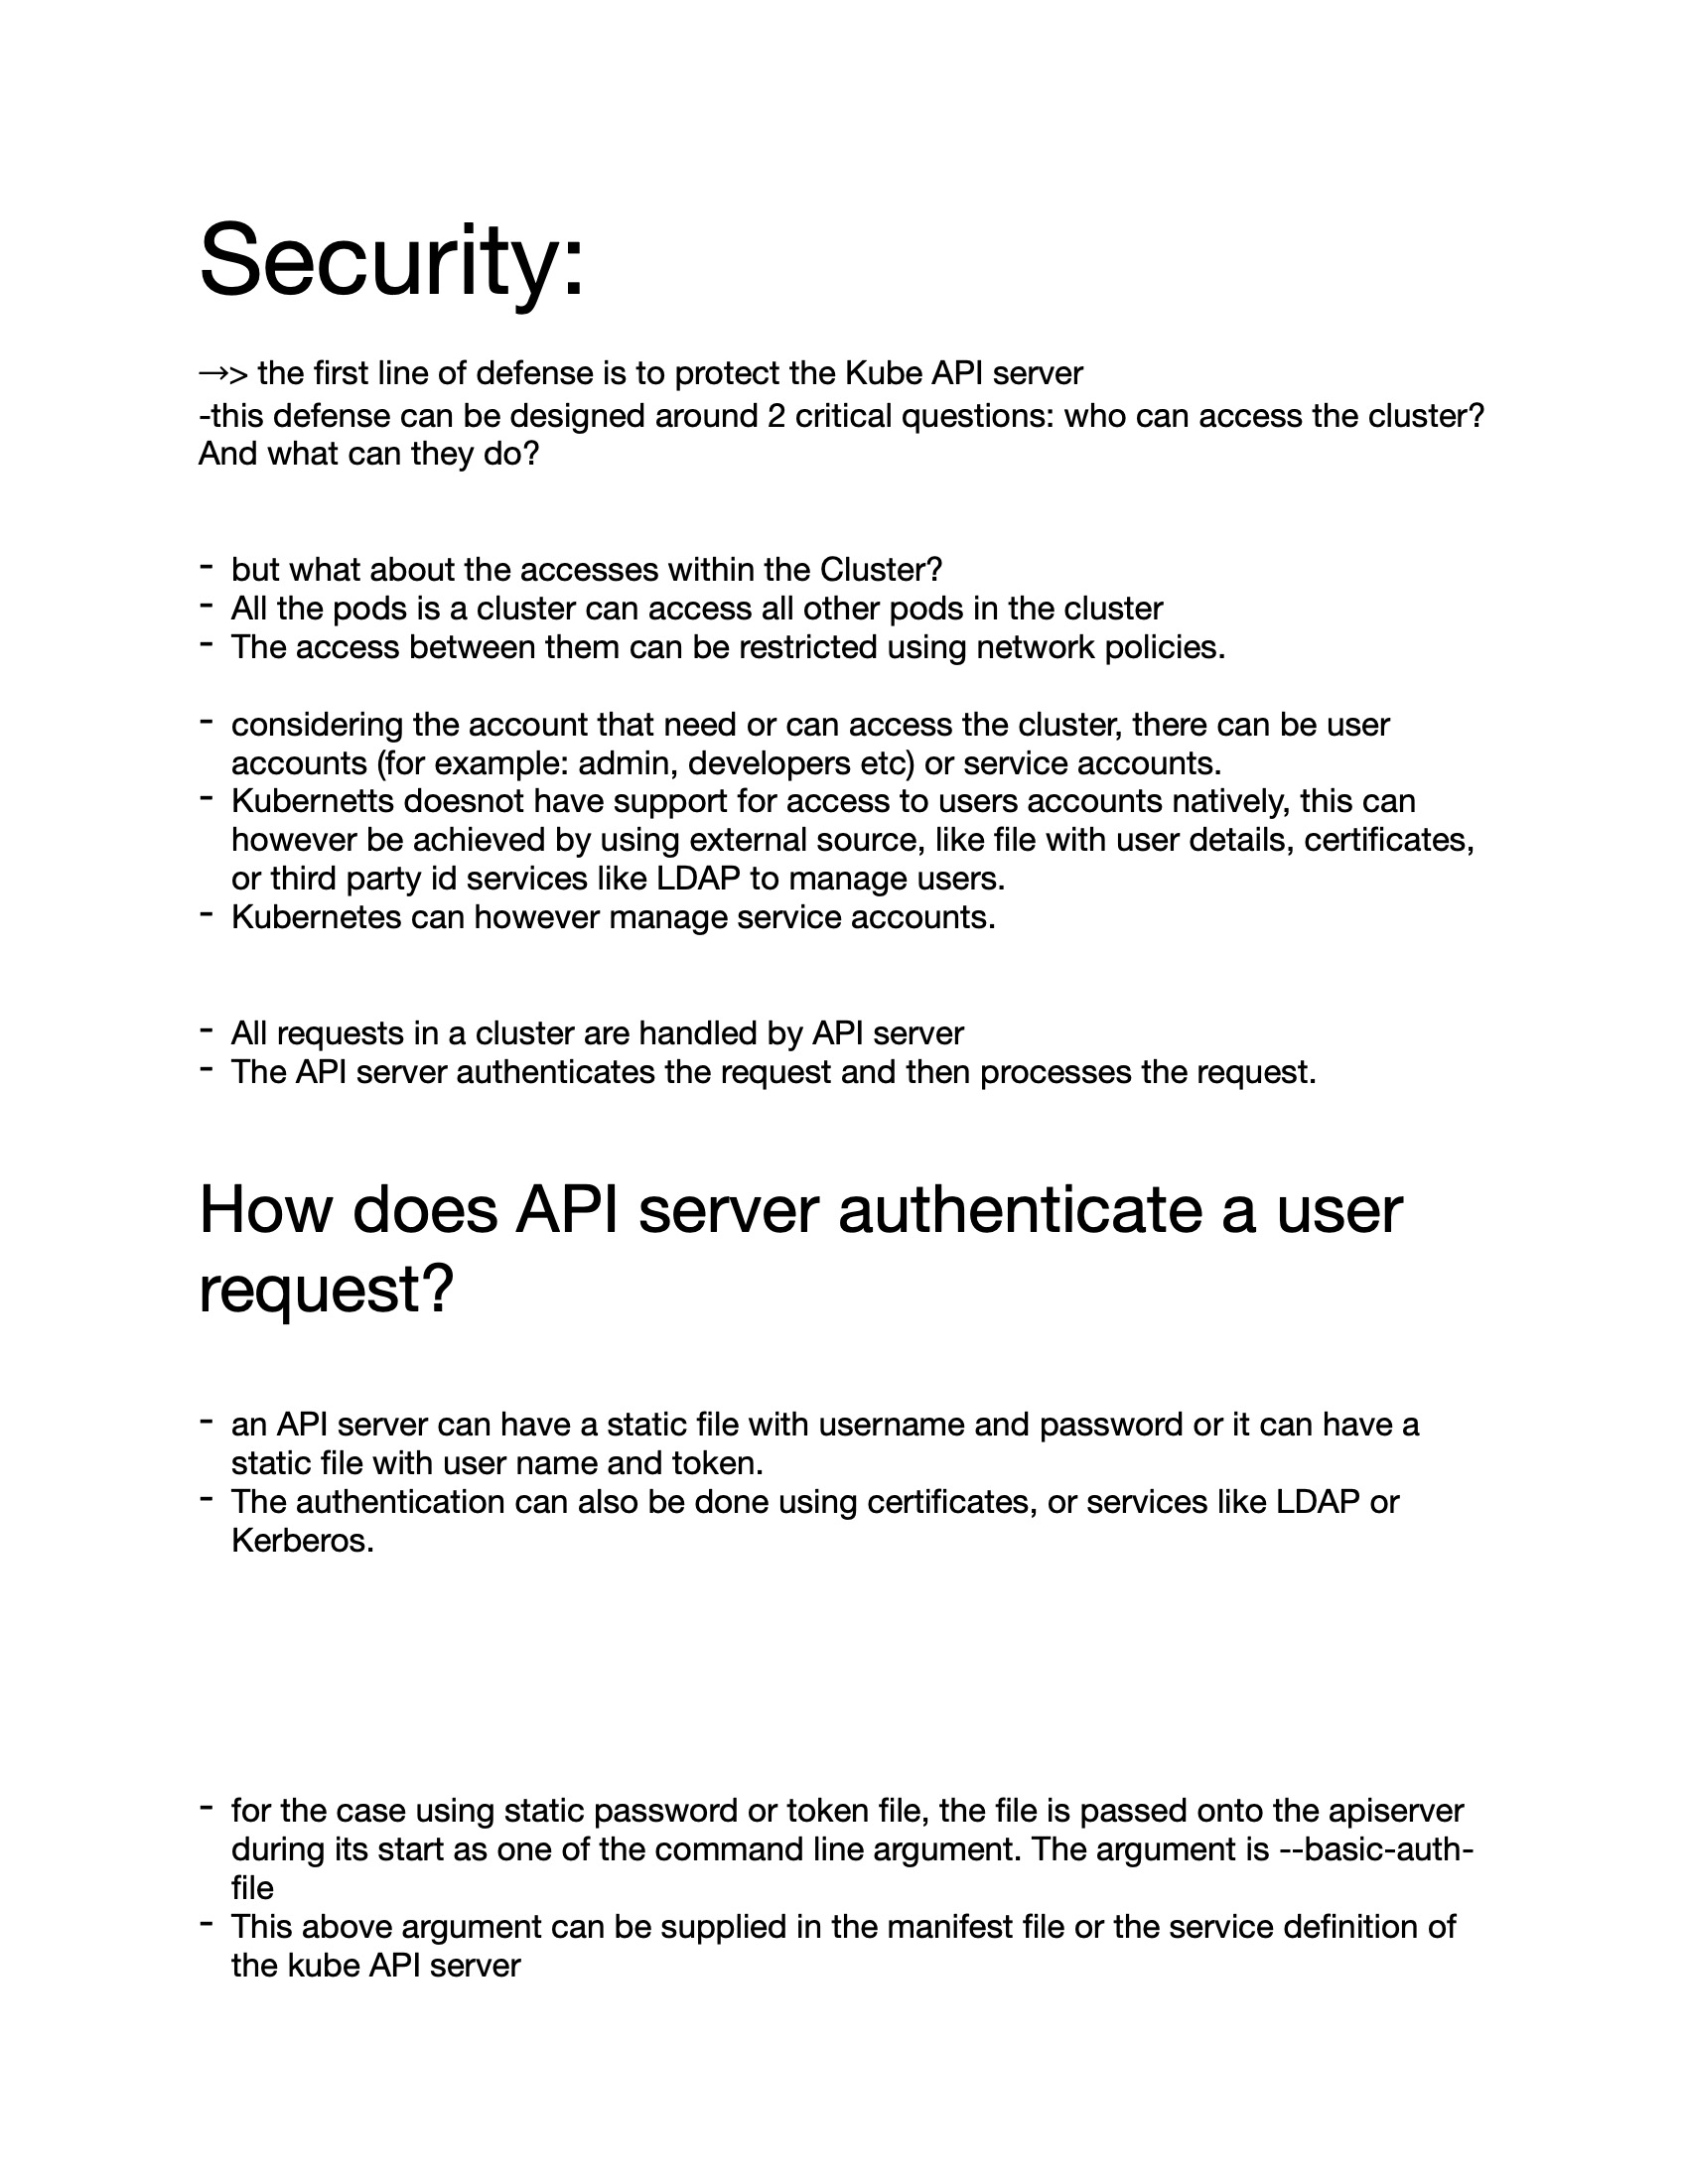 Security:
→> the first line of defense is to protect the Kube API server
-this defense can be designed around 2 critical questions: who can access the cluster?
And what can they do?
- but what about the accesses within the Cluster?
- All the pods is a cluster can access all other pods in the cluster
- The access between them can be restricted using network policies.
- considering the account that need or can access the cluster, there can be user
accounts (for example: admin, developers etc) or service accounts.
- Kubernetts doesnot have support for access to users accounts natively, this can
however be achieved by using external source, like file with user details, certificates,
or third party id services like LDAP to manage users.
- Kubernetes can however manage service accounts.
- All requests in a cluster are handled by API server
- The API server authenticates the request and then processes the request.
How does API server authenticate a user
request?
- an API server can have a static file with username and password or it can have a
static file with user name and token.
- The authentication can also be done using certificates, or services like LDAP or
Kerberos.
- for the case using static password or token file, the file is passed onto the apiserver
during its start as one of the command line argument. The argument is --basic-auth-
file
- This above argument can be supplied in the manifest file or the service definition of
the kube API server